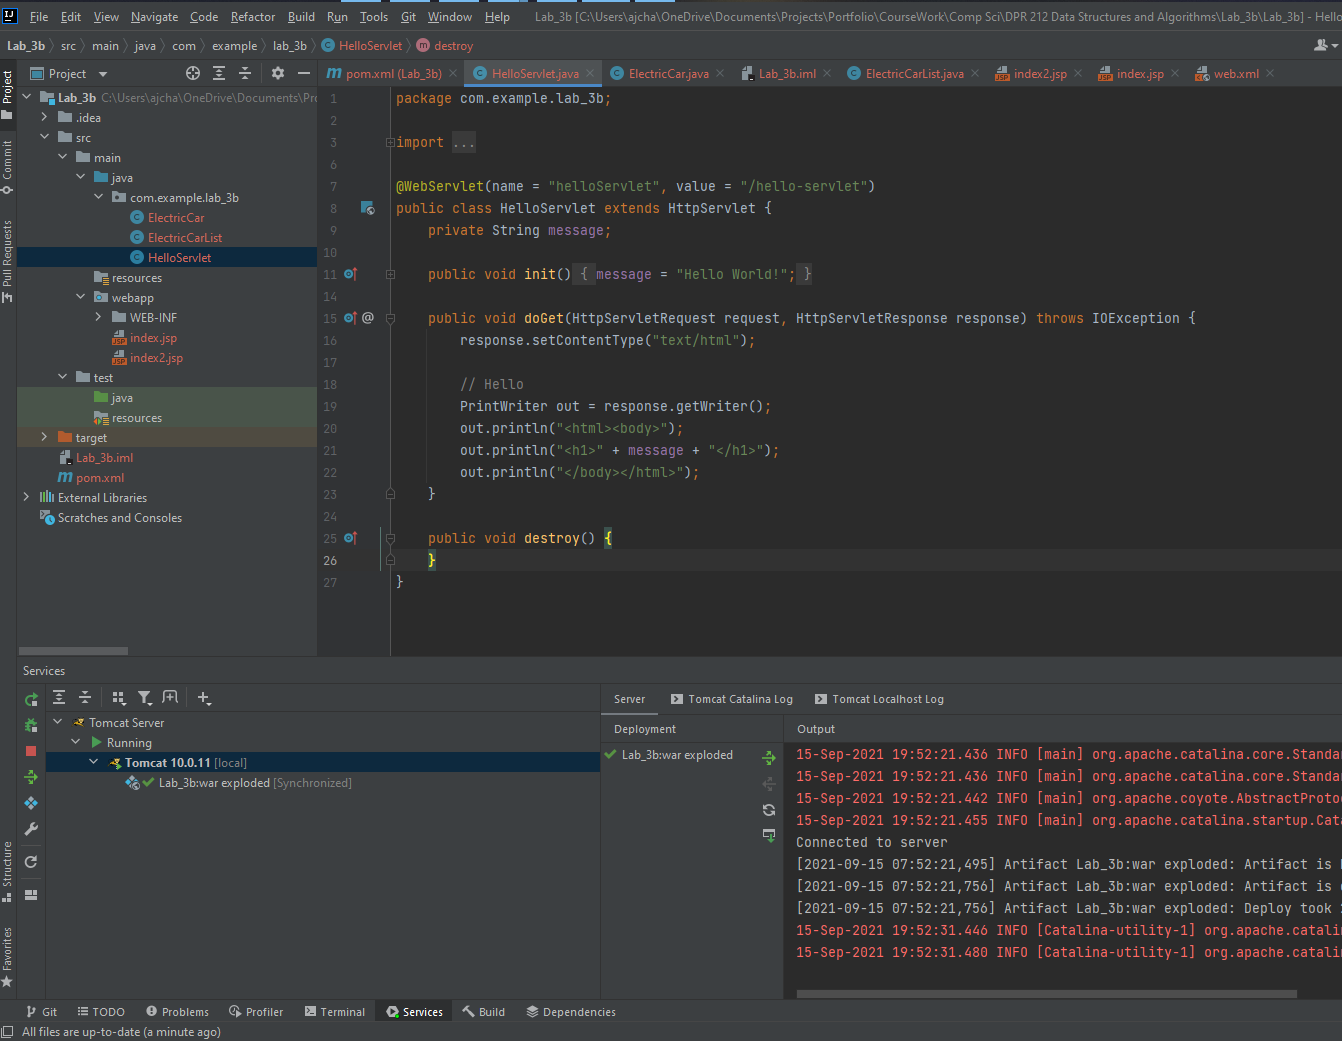 File Edit View Navigate Code Refactor Build Run Tools Git Window Help Lab_3b [C:\Users\ajcha\OneDrive\Documents\Projects\Portfolio\CourseWork\Comp Sci\DPR 212 Data Structures and Algorithms\Lab_3b\Lab_3b] - Hello
Lab_3b src main java com example lab_3b HelloServlet destroy
Project
pom.xml (Lab_3b) HelloServlet.java ElectricCar.java Lab_3b.iml ElectricCarList.java index2.jsp index.jsp web.xml
Project
Commit
Pull Requests
Structure
Favorites
Lab_3b C:\Users\ajcha\OneDrive\Documents\Pro
.idea
src
main
java
com.example.lab_3b
ElectricCar
ElectricCarList
HelloServlet
resources
webapp
WEB-INF
index.jsp
index2.jsp
test
java
resources
target
Lab_3b.iml
pom.xml
External Libraries
Scratches and Consoles
1 package com.example.lab_3b;
2
3 import ...
6
7 @WebServlet(name = "helloServlet", value = "/hello-servlet")
8 public class HelloServlet extends HttpServlet {
9 private String message;
10
11 public void init() { message = "Hello World!"; }
14
15 @ public void doGet(HttpServletRequest request, HttpServletResponse response) throws IOException {
16 response.setContentType("text/html");
17
18 // Hello
19 PrintWriter out = response.getWriter();
20 out.println("<html><body>");
21 out.println("<h1>" + message + "</h1>");
22 out.println("</body></html>");
23 }
24
25 public void destroy() {
26 }
27 }
Services
Tomcat Server
Running
Tomcat 10.0.11 [local]
Lab_3b:war exploded [Synchronized]
Server Tomcat Catalina Log Tomcat Localhost Log
Deployment
Lab_3b:war exploded
Output
15-Sep-2021 19:52:21.436 INFO [main] org.apache.catalina.core.Standa
15-Sep-2021 19:52:21.436 INFO [main] org.apache.catalina.core.Standa
15-Sep-2021 19:52:21.442 INFO [main] org.apache.coyote.AbstractProto
15-Sep-2021 19:52:21.455 INFO [main] org.apache.catalina.startup.Cat
Connected to server
[2021-09-15 07:52:21,495] Artifact Lab_3b:war exploded: Artifact is
[2021-09-15 07:52:21,756] Artifact Lab_3b:war exploded: Artifact is
[2021-09-15 07:52:21,756] Artifact Lab_3b:war exploded: Deploy took
15-Sep-2021 19:52:31.446 INFO [Catalina-utility-1] org.apache.catalin
15-Sep-2021 19:52:31.480 INFO [Catalina-utility-1] org.apache.catalin
Git TODO Problems Profiler Terminal Services Build Dependencies
All files are up-to-date (a minute ago)